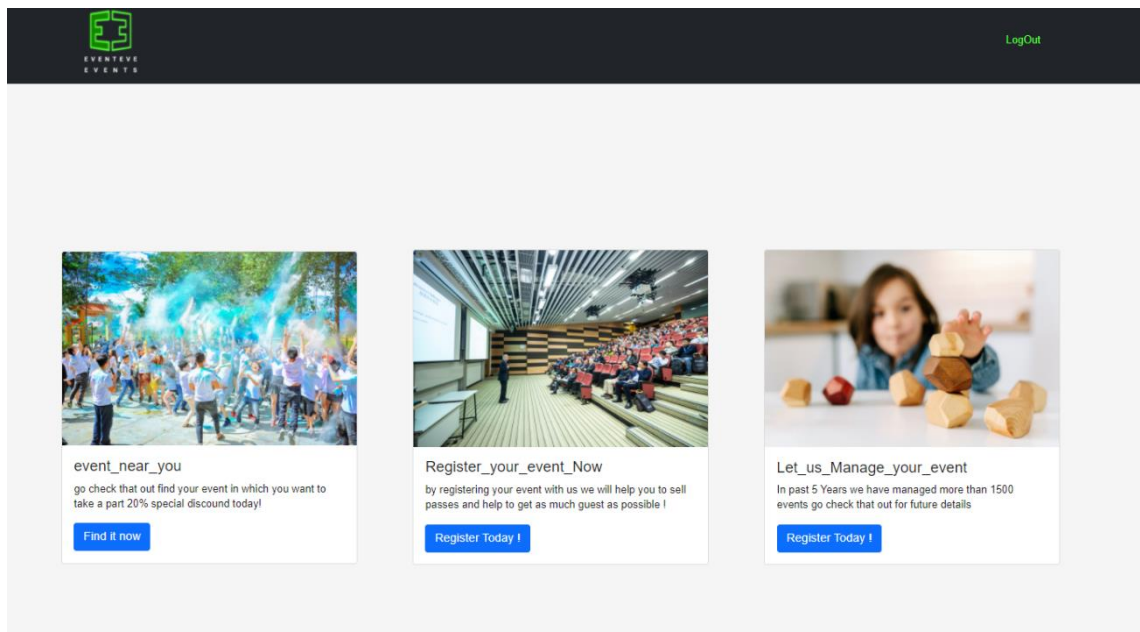 EVENTEVE
EVENTS
LogOut
event_near_you
go check that out find your event in which you want to
take a part 20% special discound today!
Find it now
Register_your_event_Now
by registering your event with us we will help you to sell
passes and help to get as much guest as possible !
Register Today !
Let_us_Manage_your_event
In past 5 Years we have managed more than 1500
events go check that out for future details
Register Today !